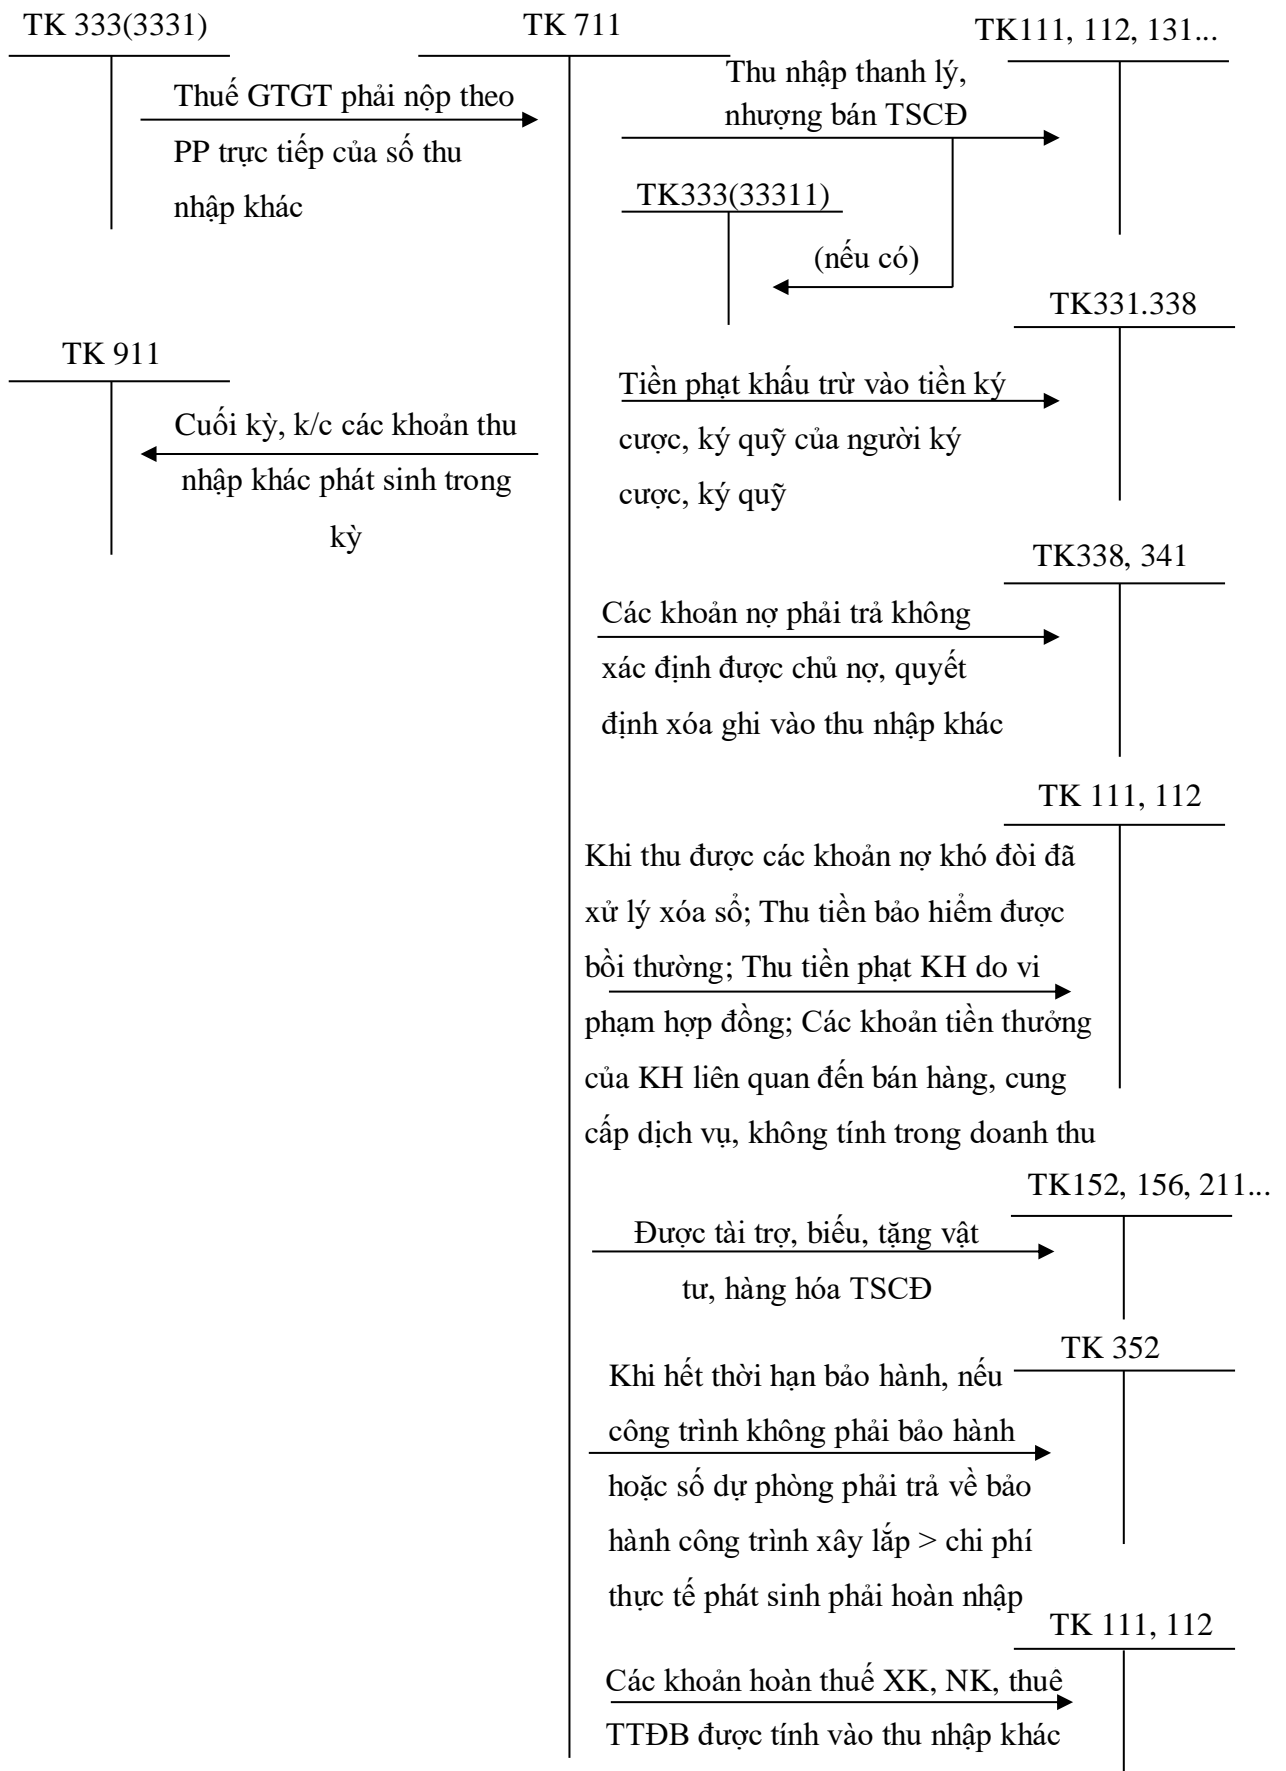 TK 333(3331)
TK 711
TK111, 112, 131...
Thuế GTGT phải nộp theo
PP trực tiếp của số thu
nhập khác
Thu nhập thanh lý,
nhượng bán TSCĐ
TK333(33311)
(nếu có)
TK331.338
TK 911
Cuối kỳ, k/c các khoản thu
nhập khác phát sinh trong
kỳ
Tiền phạt khấu trừ vào tiền ký
cược, ký quỹ của người ký
cược, ký quỹ
TK338, 341
Các khoản nợ phải trả không
xác định được chủ nợ, quyết
định xóa ghi vào thu nhập khác
TK 111, 112
Khi thu được các khoản nợ khó đòi đã
xử lý xóa sổ; Thu tiền bảo hiểm được
bồi thường; Thu tiền phạt KH do vi
phạm hợp đồng; Các khoản tiền thưởng
của KH liên quan đến bán hàng, cung
cấp dịch vụ, không tính trong doanh thu
TK152, 156, 211...
Được tài trợ, biếu, tặng vật
tư, hàng hóa TSCĐ
TK 352
Khi hết thời hạn bảo hành, nếu
công trình không phải bảo hành
hoặc số dự phòng phải trả về bảo
hành công trình xây lắp > chi phí
thực tế phát sinh phải hoàn nhập
TK 111, 112
Các khoản hoàn thuế XK, NK, thuê
TTĐB được tính vào thu nhập khác